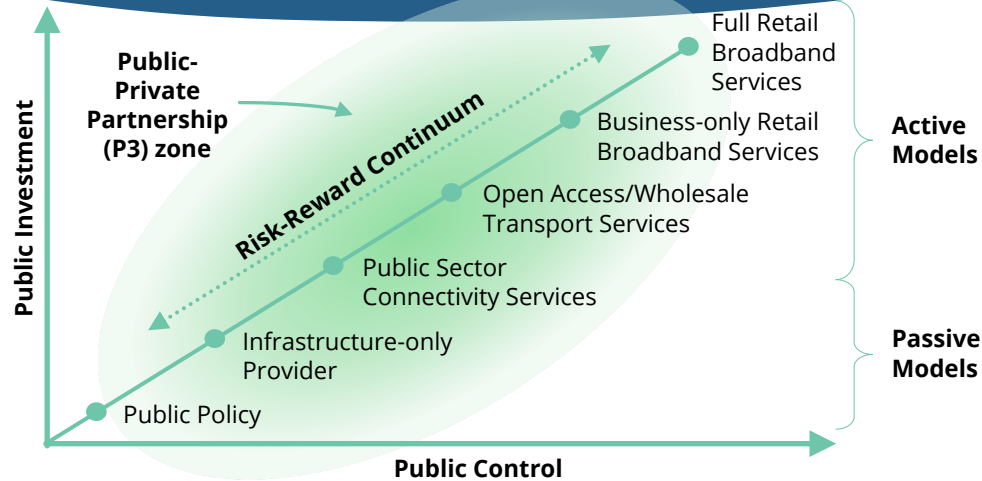 Public-
Private
Partnership
(P3) zone
Public Investment
Risk-Reward Continuum
Full Retail
Broadband
Services
Business-only Retail
Broadband Services
Open Access/Wholesale
Transport Services
Public Sector
Connectivity Services
Infrastructure-only
Provider
Public Policy
Active
Models
Passive
Models
Public Control